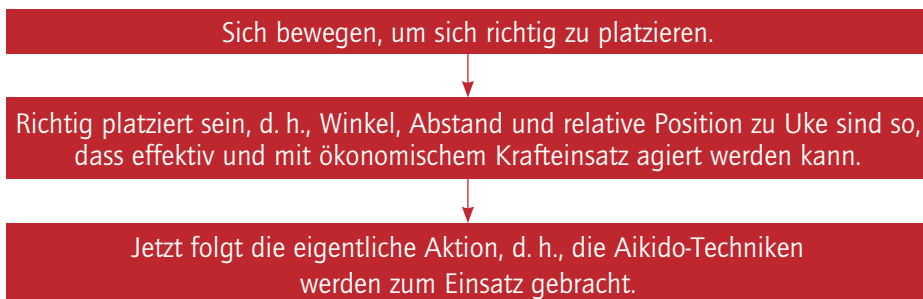 Sich bewegen, um sich richtig zu platzieren.
Richtig platziert sein, d. h., Winkel, Abstand und relative Position zu Uke sind so,
dass effektiv und mit ökonomischem Krafteinsatz agiert werden kann.
Jetzt folgt die eigentliche Aktion, d. h., die Aikido-Techniken
werden zum Einsatz gebracht.